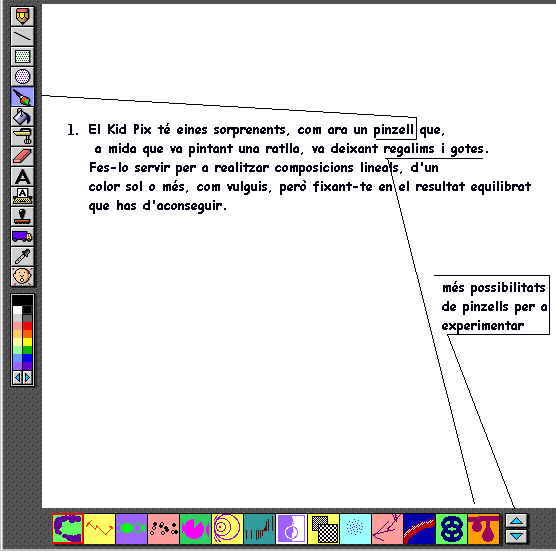 1. El Kid Pix té eines sorprenents, com ara un pinzell que,
a mida que va pintant una ratlla, va deixant regalims i gotes.
Fes-lo servir per a realitzar composicions lineals, d'un
color sol o més, com vulguis, però fixant-te en el resultat equilibrat
que has d'aconseguir.
més possibilitats
de pinzells per a
experimentar
A
A